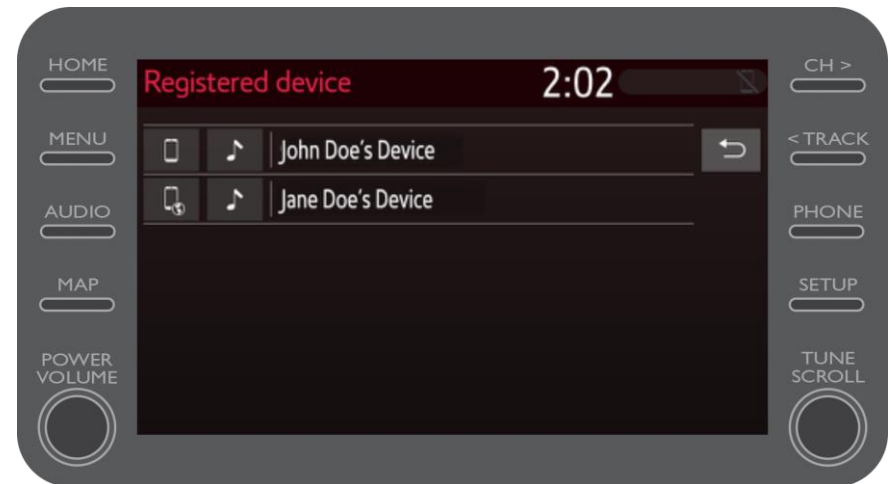 HOME
MENU
AUDIO
MAP
POWER
VOLUME
Registered device 2:02
John Doe's Device
Jane Doe's Device
CH >
< TRACK
PHONE
SETUP
TUNE
SCROLL